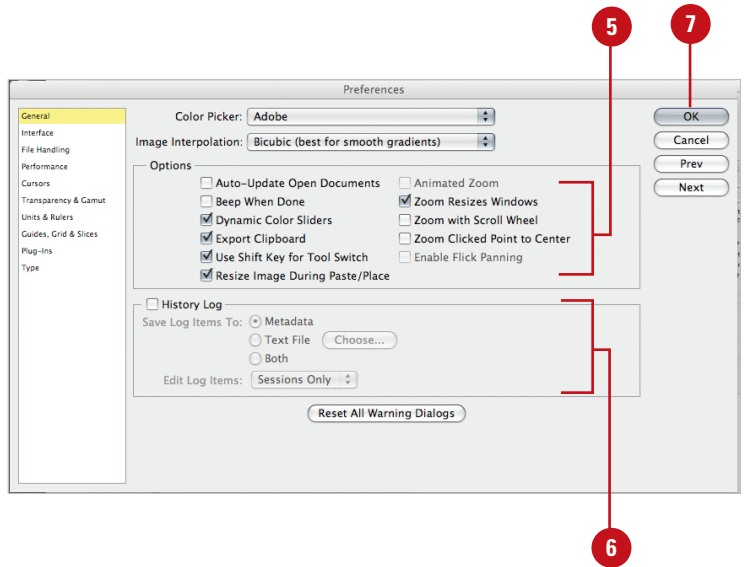 5
7
Preferences
General
Interface
File Handling
Performance
Cursors
Transparency & Gamut
Units & Rulers
Guides, Grid & Slices
Plug-Ins
Type
Color Picker: Adobe
Image Interpolation: Bicubic (best for smooth gradients)
Options
Auto-Update Open Documents
Beep When Done
Dynamic Color Sliders
Export Clipboard
Use Shift Key for Tool Switch
Resize Image During Paste/Place
Animated Zoom
Zoom Resizes Windows
Zoom with Scroll Wheel
Zoom Clicked Point to Center
Enable Flick Panning
History Log
Save Log Items To: Metadata
Text File Choose...
Both
Edit Log Items: Sessions Only
Reset All Warning Dialogs
OK
Cancel
Prev
Next
6